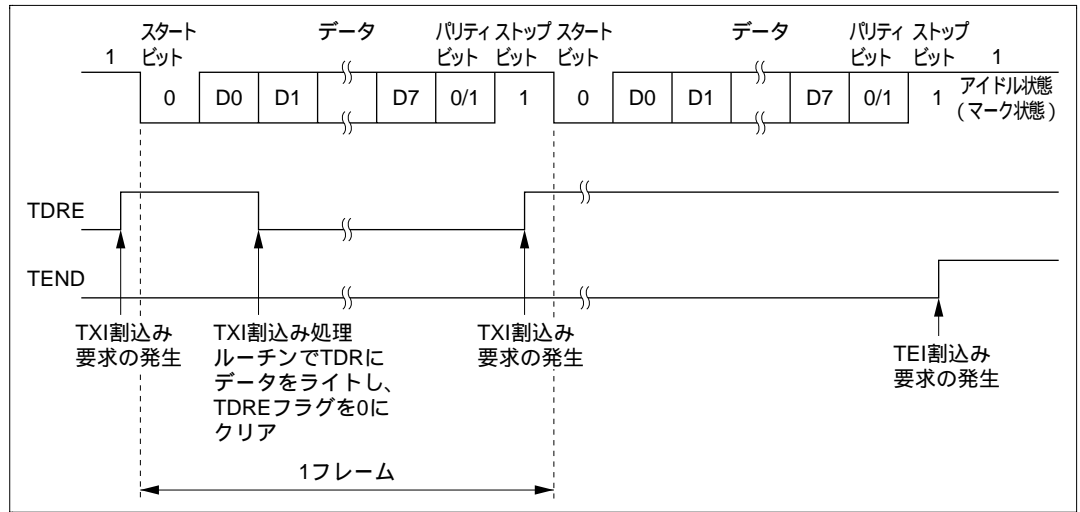 スタート
ビット
データ
パリティ
ビット
ストップ
ビット
スタート
ビット
データ
パリティ
ビット
ストップ
ビット
1
1
0
D0
D1
D7
0/1
1
0
D0
D1
D7
0/1
1
アイドル状態
(マーク状態)
TDRE
TEND
TXI割込み
要求の発生
TXI割込み処理
ルーチンでTDRに
データをライトし、
TDREフラグを0に
クリア
TXI割込み
要求の発生
TEI割込み
要求の発生
1フレーム